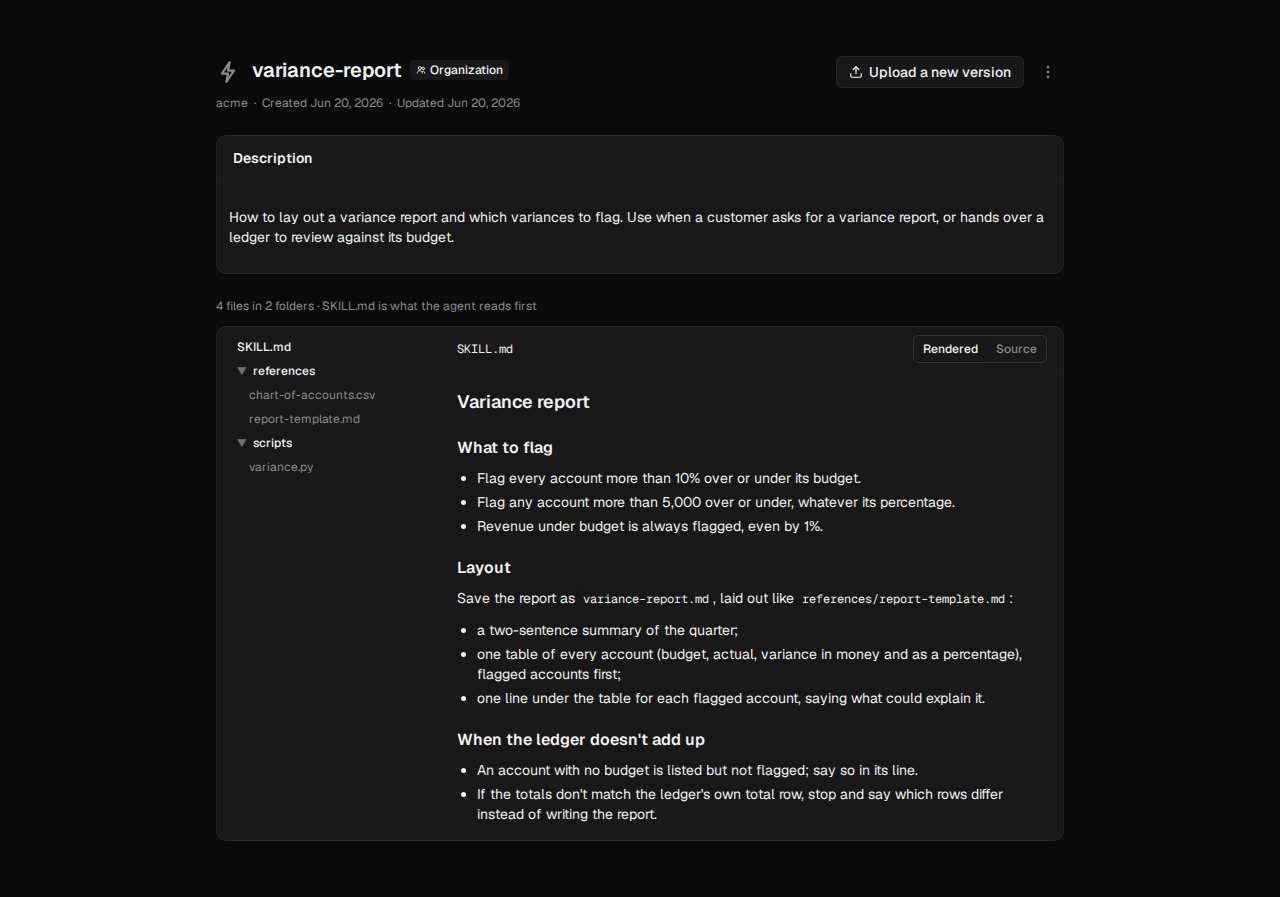 variance-report Organization
Upload a new version
acme · Created Jun 20, 2026 · Updated Jun 20, 2026
Description
How to lay out a variance report and which variances to flag. Use when a customer asks for a variance report, or hands over a
ledger to review against its budget.
4 files in 2 folders · SKILL.md is what the agent reads first
SKILL.md
references
chart-of-accounts.csv
report-template.md
scripts
variance.py
SKILL.md
Rendered Source
Variance report
What to flag
• Flag every account more than 10% over or under its budget.
• Flag any account more than 5,000 over or under, whatever its percentage.
• Revenue under budget is always flagged, even by 1%.
Layout
Save the report as variance-report.md, laid out like references/report-template.md:
• a two-sentence summary of the quarter;
• one table of every account (budget, actual, variance in money and as a percentage),
flagged accounts first;
• one line under the table for each flagged account, saying what could explain it.
When the ledger doesn't add up
• An account with no budget is listed but not flagged; say so in its line.
• If the totals don't match the ledger's own total row, stop and say which rows differ
instead of writing the report.